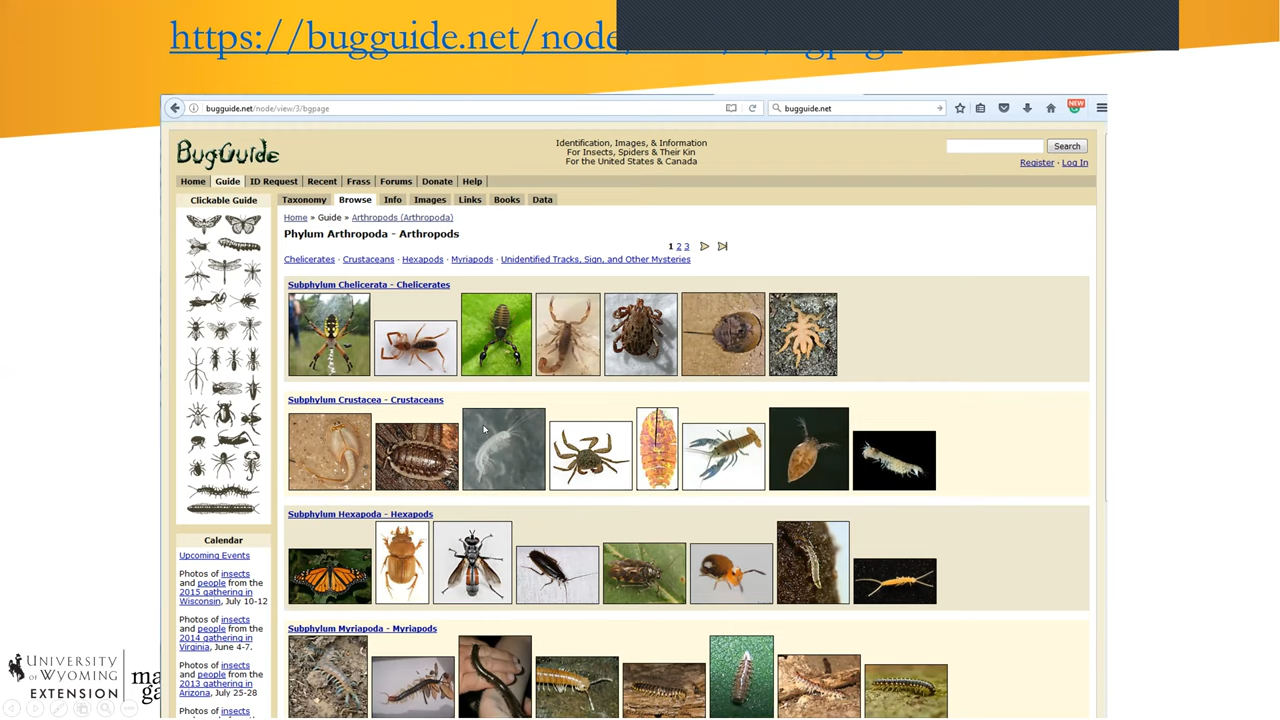 https://bugguide.net/node
bugguide.net/node/view/3/bgpage
bugguide.net
NEW
BugGuide
Identification, Images, & Information
For Insects, Spiders & Their Kin
For the United States & Canada
Search
Register · Log In
Home Guide ID Request Recent Frass Forums Donate Help
Clickable Guide
Taxonomy Browse Info Images Links Books Data
Home » Guide » Arthropods (Arthropoda)
Phylum Arthropoda - Arthropods
1 2 3
Chelicerates · Crustaceans · Hexapods · Myriapods · Unidentified Tracks, Sign, and Other Mysteries
Subphylum Chelicerata - Chelicerates
Subphylum Crustacea - Crustaceans
Subphylum Hexapoda - Hexapods
Subphylum Myriapoda - Myriapods
Calendar
Upcoming Events
Photos of insects
and people from the
2015 gathering in
Wisconsin, July 10-12
Photos of insects
and people from the
2014 gathering in
Virginia, June 4-7.
Photos of insects
and people from the
2013 gathering in
Arizona, July 25-28
Photos of insects
UNIVERSITY
OF WYOMING
EXTENSION
ma
ga